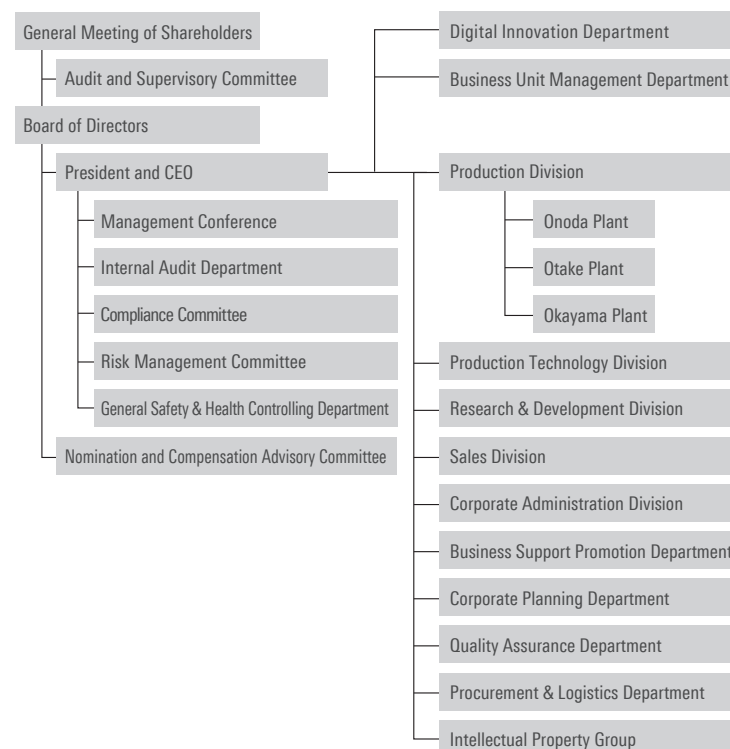 General Meeting of Shareholders
Audit and Supervisory Committee
Board of Directors
President and CEO
Management Conference
Internal Audit Department
Compliance Committee
Risk Management Committee
General Safety & Health Controlling Department
Nomination and Compensation Advisory Committee
Digital Innovation Department
Business Unit Management Department
Production Division
Onoda Plant
Otake Plant
Okayama Plant
Production Technology Division
Research & Development Division
Sales Division
Corporate Administration Division
Business Support Promotion Department
Corporate Planning Department
Quality Assurance Department
Procurement & Logistics Department
Intellectual Property Group